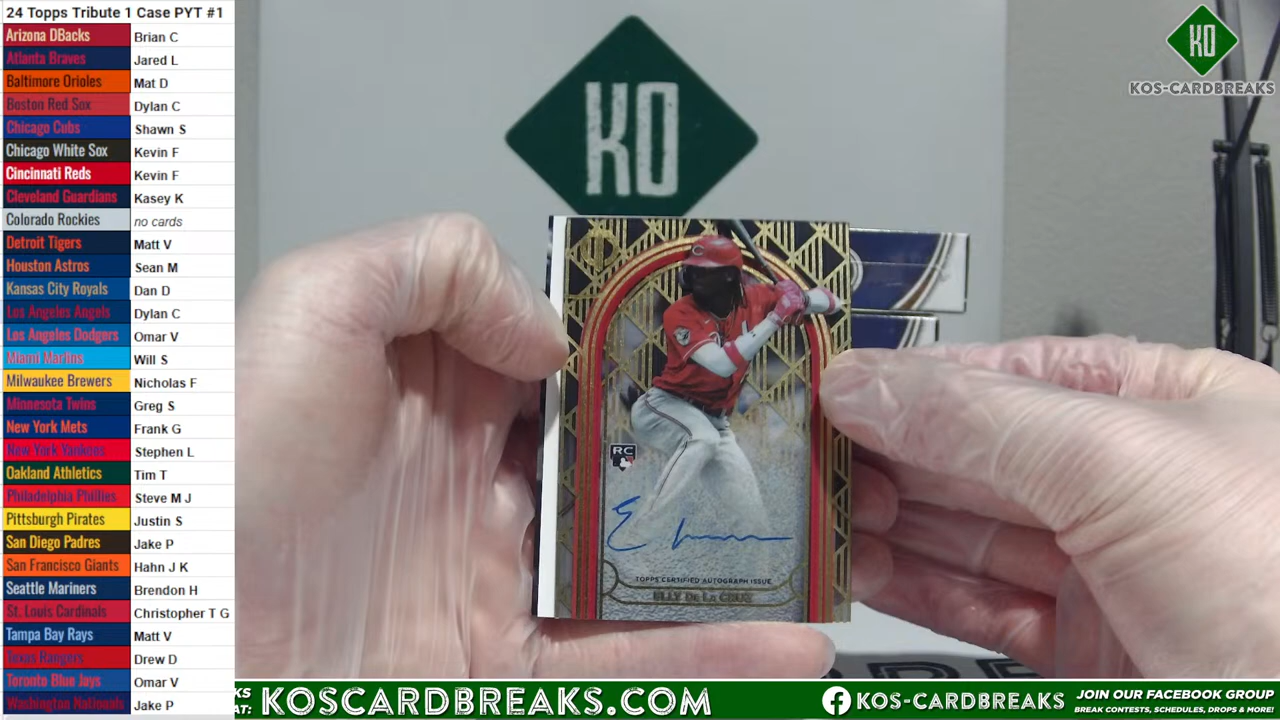 24 Topps Tribute 1 Case PYT #1
Arizona DBacks Brian C
Atlanta Braves Jared L
Baltimore Orioles Mat D
Boston Red Sox Dylan C
Chicago Cubs Shawn S
Chicago White Sox Kevin F
Cincinnati Reds Kevin F
Cleveland Guardians Kasey K
Colorado Rockies no cards
Detroit Tigers Matt V
Houston Astros Sean M
Kansas City Royals Dan D
Los Angeles Angels Dylan C
Los Angeles Dodgers Omar V
Miami Marlins Will S
Milwaukee Brewers Nicholas F
Minnesota Twins Greg S
New York Mets Frank G
New York Yankees Stephen L
Oakland Athletics Tim T
Philadelphia Phillies Steve M J
Pittsburgh Pirates Justin S
San Diego Padres Jake P
San Francisco Giants Hahn J K
Seattle Mariners Brendon H
St. Louis Cardinals Christopher T G
Tampa Bay Rays Matt V
Texas Rangers Drew D
Toronto Blue Jays Omar V
Washington Nationals Jake P
KO
KO
KOS-CARDBREAKS
RC
TOPPS CERTIFIED AUTOGRAPH ISSUE
ELLY De La CRUZ
KS
AT:
KOSCARDBREAKS.COM
KOS-CARDBREAKS
JOIN OUR FACEBOOK GROUP
BREAK CONTESTS, SCHEDULES, DROPS & MORE!